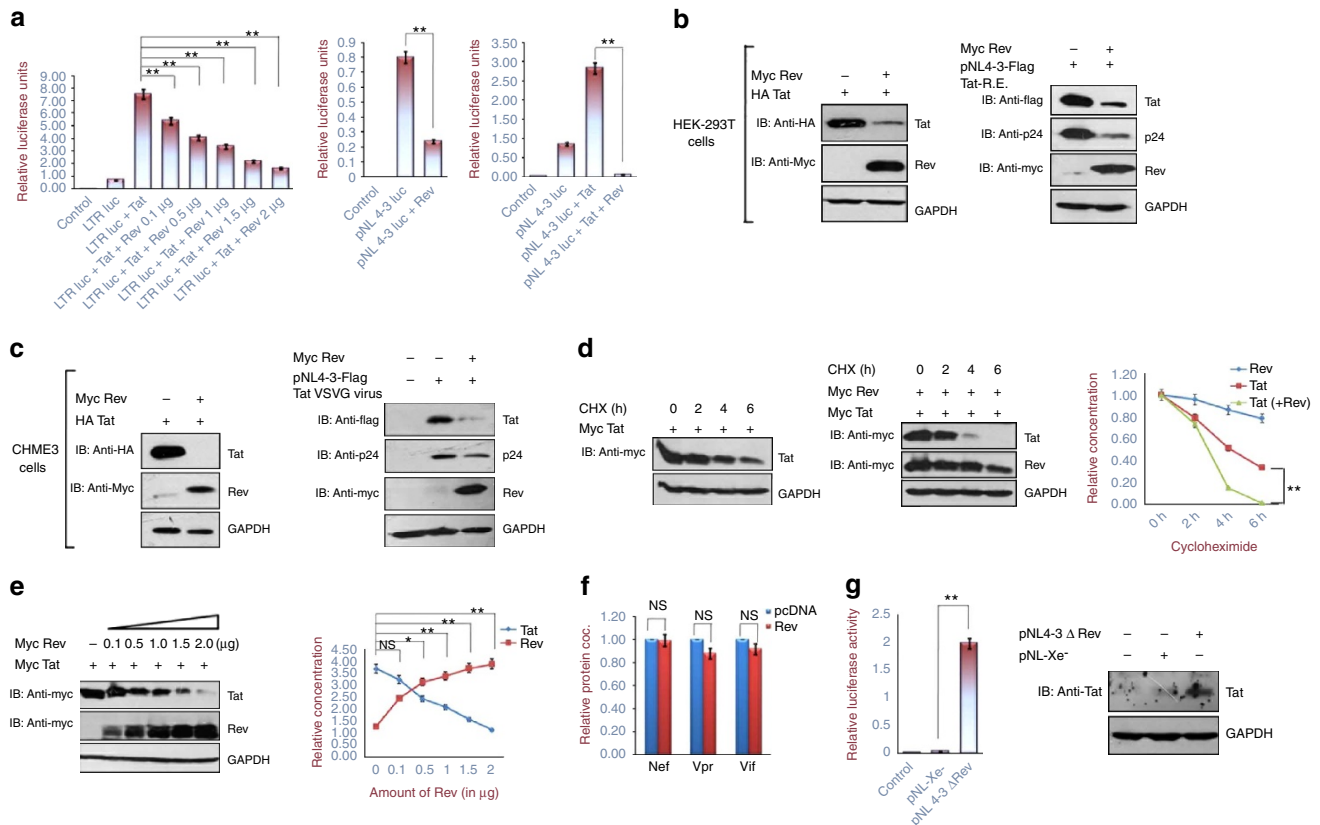 a
Relative luciferase units
9.00
8.00
7.00
6.00
5.00
4.00
3.00
2.00
1.00
0.00
** ** ** ** **
Control
LTR luc
LTR luc + Tat
LTR luc + Tat + Rev 0.1 µg
LTR luc + Tat + Rev 0.5 µg
LTR luc + Tat + Rev 1 µg
LTR luc + Tat + Rev 1.5 µg
LTR luc + Tat + Rev 2 µg
Relative luciferase units
0.9
0.8
0.7
0.6
0.5
0.4
0.3
0.2
0.1
0
**
Control
pNL 4-3 luc
pNL 4-3 luc + Rev
Relative luciferase units
3.50
3.00
2.50
2.00
1.50
1.00
0.50
0.00
**
Control
pNL 4-3 luc
pNL 4-3 luc + Tat
pNL 4-3 luc + Tat + Rev
b
HEK-293T
cells
Myc Rev – +
HA Tat + +
IB: Anti-HA Tat
IB: Anti-Myc Rev
GAPDH
Myc Rev – +
pNL4-3-Flag + +
Tat-R.E.
IB: Anti-flag Tat
IB: Anti-p24 p24
IB: Anti-myc Rev
GAPDH
c
CHME3
cells
Myc Rev – +
HA Tat + +
IB: Anti-HA Tat
IB: Anti-Myc Rev
GAPDH
Myc Rev – – +
pNL4-3-Flag – + +
Tat VSVG virus
IB: Anti-flag Tat
IB: Anti-p24 p24
IB: Anti-myc Rev
GAPDH
d
CHX (h) 0 2 4 6
Myc Tat + + + +
IB: Anti-myc Tat
GAPDH
CHX (h) 0 2 4 6
Myc Rev + + + +
Myc Tat + + + +
IB: Anti-myc Tat
IB: Anti-myc Rev
GAPDH
Relative concentration
1.20
1.00
0.80
0.60
0.40
0.20
0.00
Rev
Tat
Tat (+Rev)
**
0 h 2 h 4 h 6 h
Cycloheximide
e
Myc Rev – 0.1 0.5 1.0 1.5 2.0 (µg)
Myc Tat + + + + + +
IB: Anti-myc Tat
IB: Anti-myc Rev
GAPDH
Relative concentration
4.50
4.00
3.50
3.00
2.50
2.00
1.50
1.00
0.50
0.00
NS * ** ** **
Tat
Rev
0 0.1 0.5 1 1.5 2
Amount of Rev (in µg)
f
Relative protein coc.
1.20
1.00
0.80
0.60
0.40
0.20
0.00
NS NS NS
pcDNA
Rev
Nef Vpr Vif
g
Relative luciferase activity
2.5
2
1.5
1
0.5
0
**
Control
pNL-Xe-
pNL 4-3 ΔRev
pNL4-3 Δ Rev – – +
pNL-Xe⁻ – + –
IB: Anti-Tat Tat
GAPDH